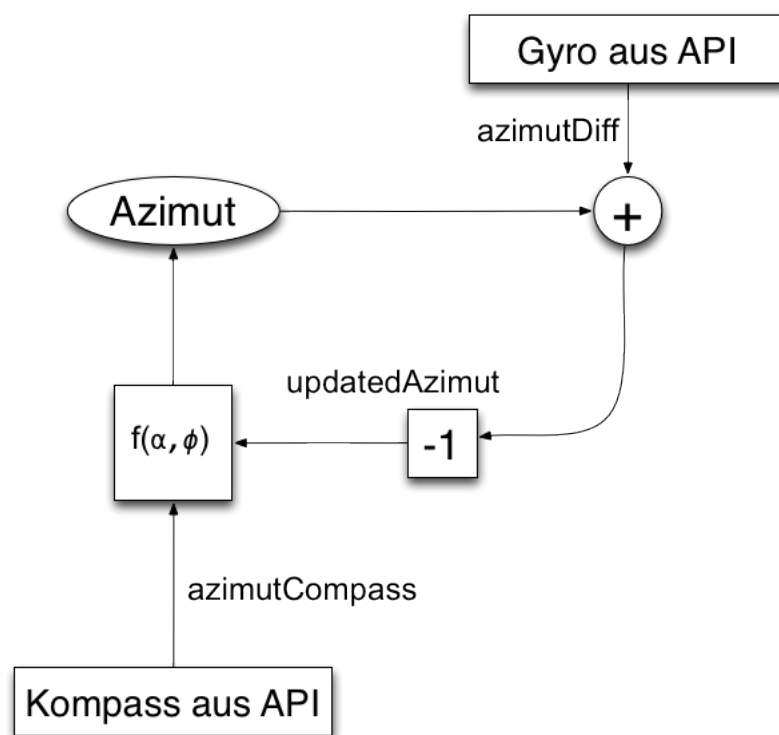 Gyro aus API
azimutDiff
Azimut
+
updatedAzimut
f(α, ϕ)
-1
azimutCompass
Kompass aus API